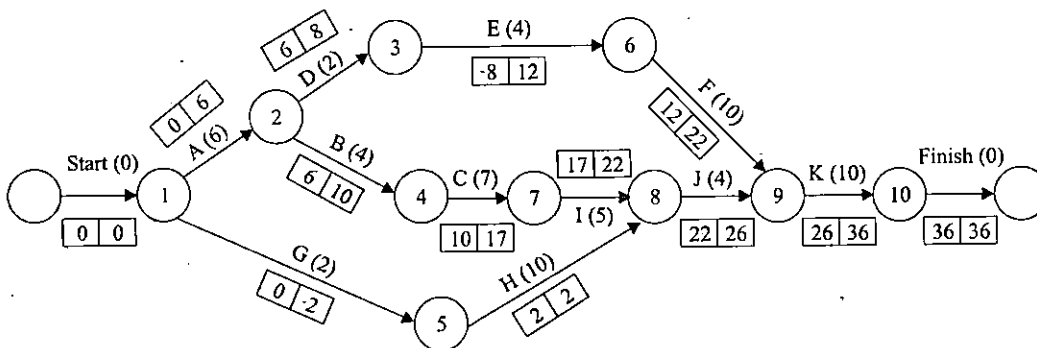 Start (0)
0 0
1
A (6)
0 6
2
D (2)
6 8
3
E (4)
-8 12
6
F (10)
12 22
B (4)
6 10
4
C (7)
10 17
7
17 22
I (5)
8
J (4)
22 26
9
K (10)
26 36
10
Finish (0)
36 36
G (2)
0 -2
5
H (10)
2 2